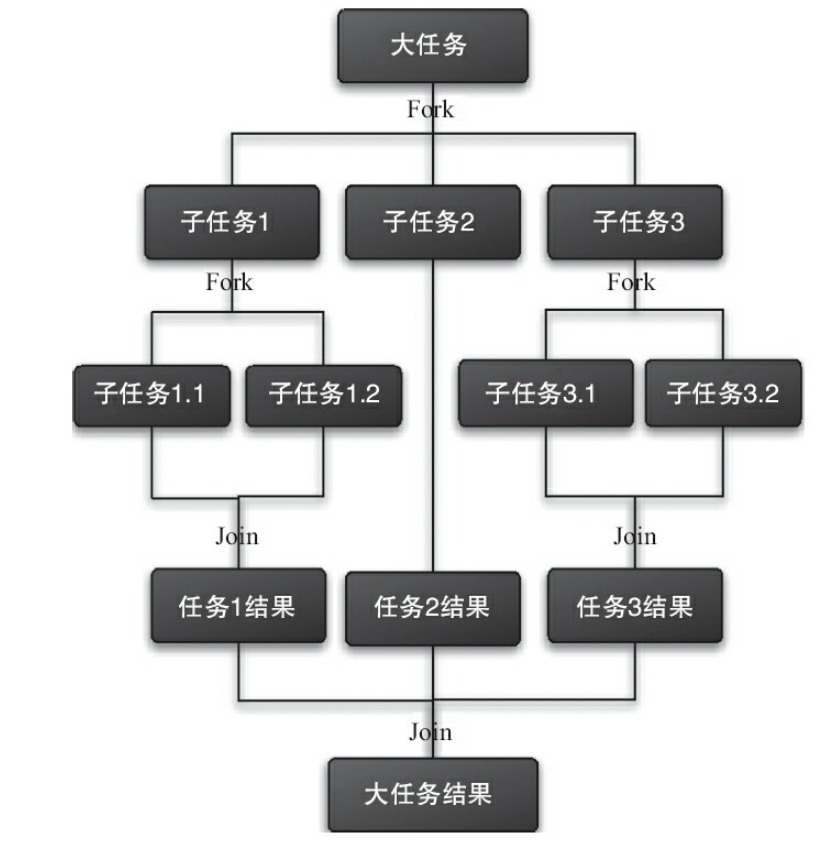 大任务
Fork
子任务1
子任务2
子任务3
Fork
Fork
子任务1.1
子任务1.2
子任务3.1
子任务3.2
Join
Join
任务1结果
任务2结果
任务3结果
Join
大任务结果